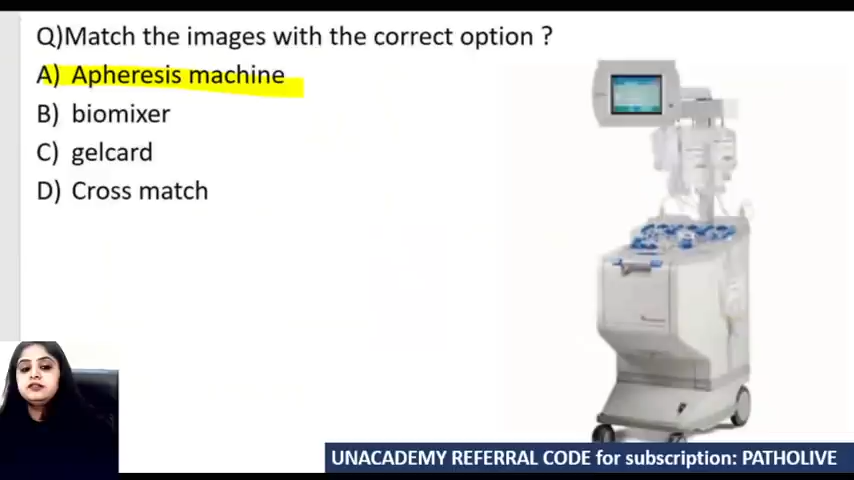 Q)Match the images with the correct option ?
A) Apheresis machine
B) biomixer
C) gelcard
D) Cross match
UNACADEMY REFERRAL CODE for subscription: PATHOLIVE